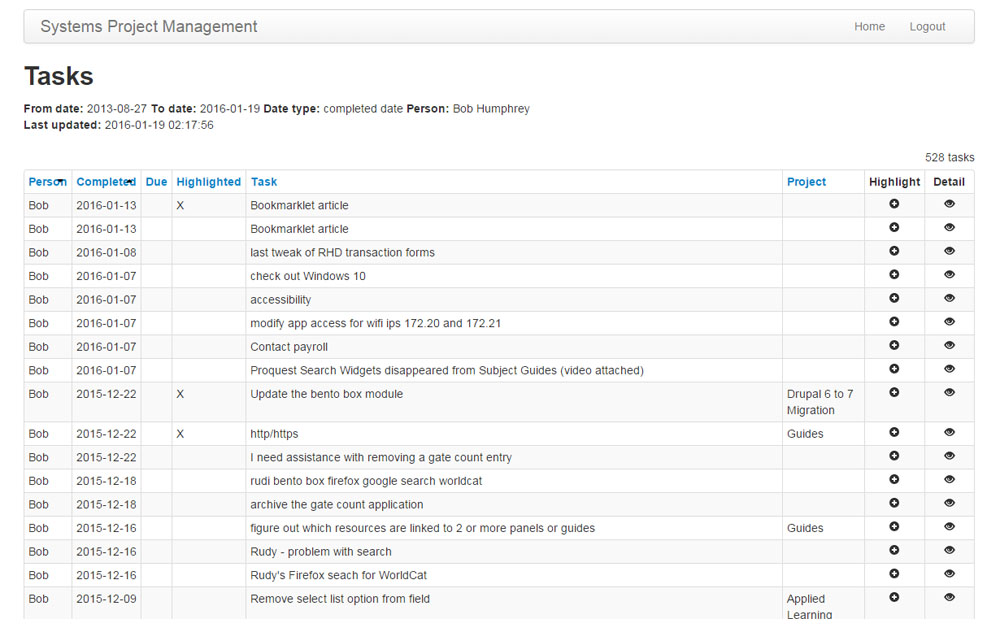 Systems Project Management Home Logout
Tasks
From date: 2013-08-27 To date: 2016-01-19 Date type: completed date Person: Bob Humphrey
Last updated: 2016-01-19 02:17:56
528 tasks
Person Completed Due Highlighted Task Project Highlight Detail
Bob 2016-01-13 X Bookmarklet article
Bob 2016-01-13 Bookmarklet article
Bob 2016-01-08 last tweak of RHD transaction forms
Bob 2016-01-07 check out Windows 10
Bob 2016-01-07 accessibility
Bob 2016-01-07 modify app access for wifi ips 172.20 and 172.21
Bob 2016-01-07 Contact payroll
Bob 2016-01-07 Proquest Search Widgets disappeared from Subject Guides (video attached)
Bob 2015-12-22 X Update the bento box module Drupal 6 to 7
Migration
Bob 2015-12-22 X http/https Guides
Bob 2015-12-22 I need assistance with removing a gate count entry
Bob 2015-12-18 rudi bento box firefox google search worldcat
Bob 2015-12-18 archive the gate count application
Bob 2015-12-16 figure out which resources are linked to 2 or more panels or guides Guides
Bob 2015-12-16 Rudy - problem with search
Bob 2015-12-16 Rudy's Firefox seach for WorldCat
Bob 2015-12-09 Remove select list option from field Applied
Learning